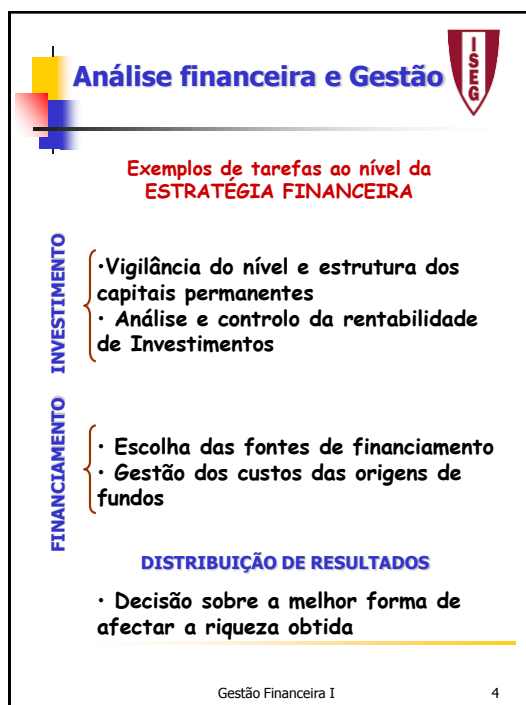 Análise financeira e Gestão
ISEG
Exemplos de tarefas ao nível da
ESTRATÉGIA FINANCEIRA
INVESTIMENTO
•Vigilância do nível e estrutura dos
capitais permanentes
• Análise e controlo da rentabilidade
de Investimentos
FINANCIAMENTO
• Escolha das fontes de financiamento
• Gestão dos custos das origens de
fundos
DISTRIBUIÇÃO DE RESULTADOS
• Decisão sobre a melhor forma de
afectar a riqueza obtida
Gestão Financeira I
4